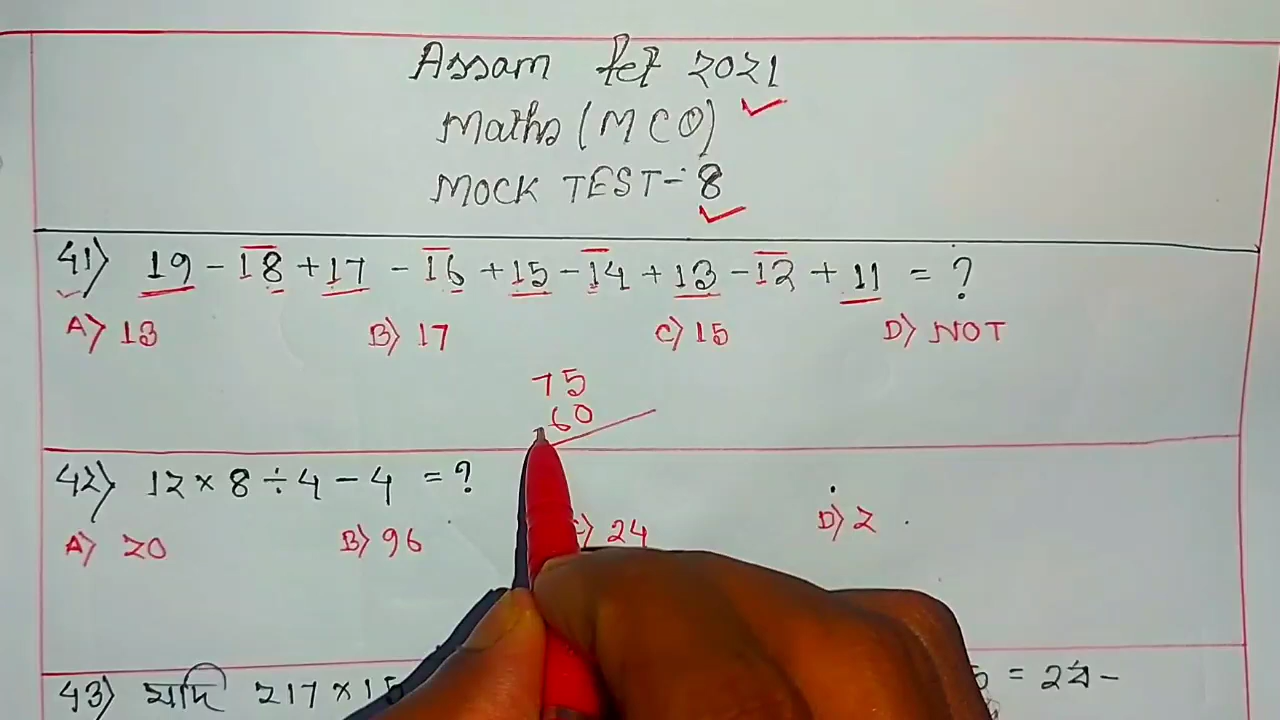 Assam Tet 2021
Maths (MCQ)
MOCK TEST-8
41) 19 - 18 + 17 - 16 + 15 - 14 + 13 - 12 + 11 = ?
A) 13 B) 17 C) 15 D) NOT
75
60
42) 12 × 8 ÷ 4 - 4 = ?
A) 20 B) 96 C) 24 D) 2
43) যদি 217 × 15